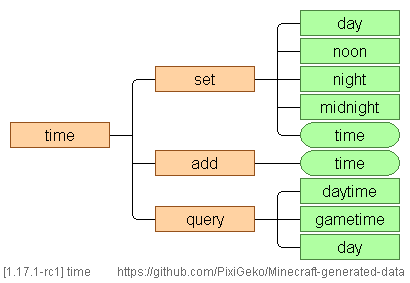 day
noon
set
night
midnight
time
time
add
time
daytime
query
gametime
day
[1.17.1-rc1] time https://github.com/PixiGeko/Minecraft-generated-data